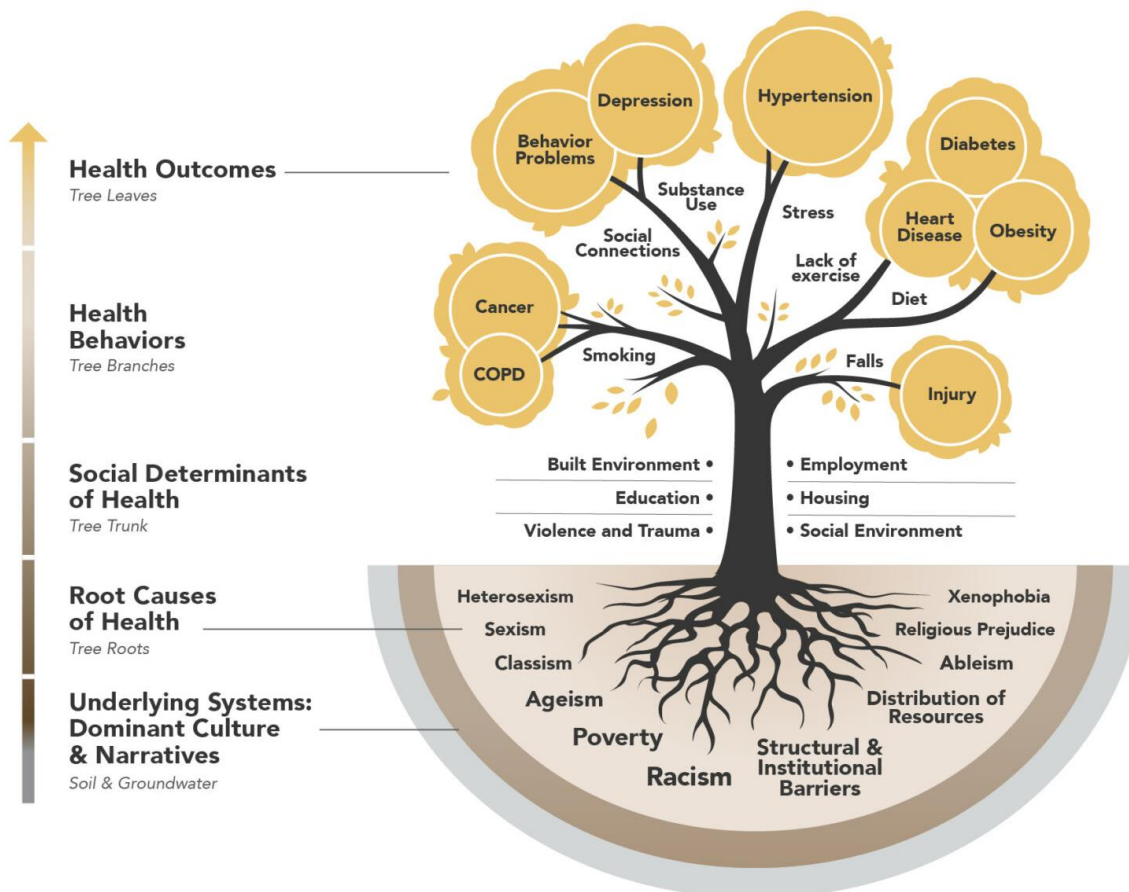 Health Outcomes
Tree Leaves
Health
Behaviors
Tree Branches
Social Determinants
of Health
Tree Trunk
Root Causes
of Health
Tree Roots
Underlying Systems:
Dominant Culture
& Narratives
Soil & Groundwater
Depression
Behavior
Problems
Hypertension
Diabetes
Heart
Disease
Obesity
Substance
Use
Stress
Social
Connections
Lack of
exercise
Diet
Cancer
COPD
Smoking
Falls
Injury
Built Environment •
• Employment
Education •
• Housing
Violence and Trauma •
• Social Environment
Heterosexism
Sexism
Classism
Ageism
Poverty
Racism
Structural &
Institutional
Barriers
Distribution of
Resources
Ableism
Religious Prejudice
Xenophobia